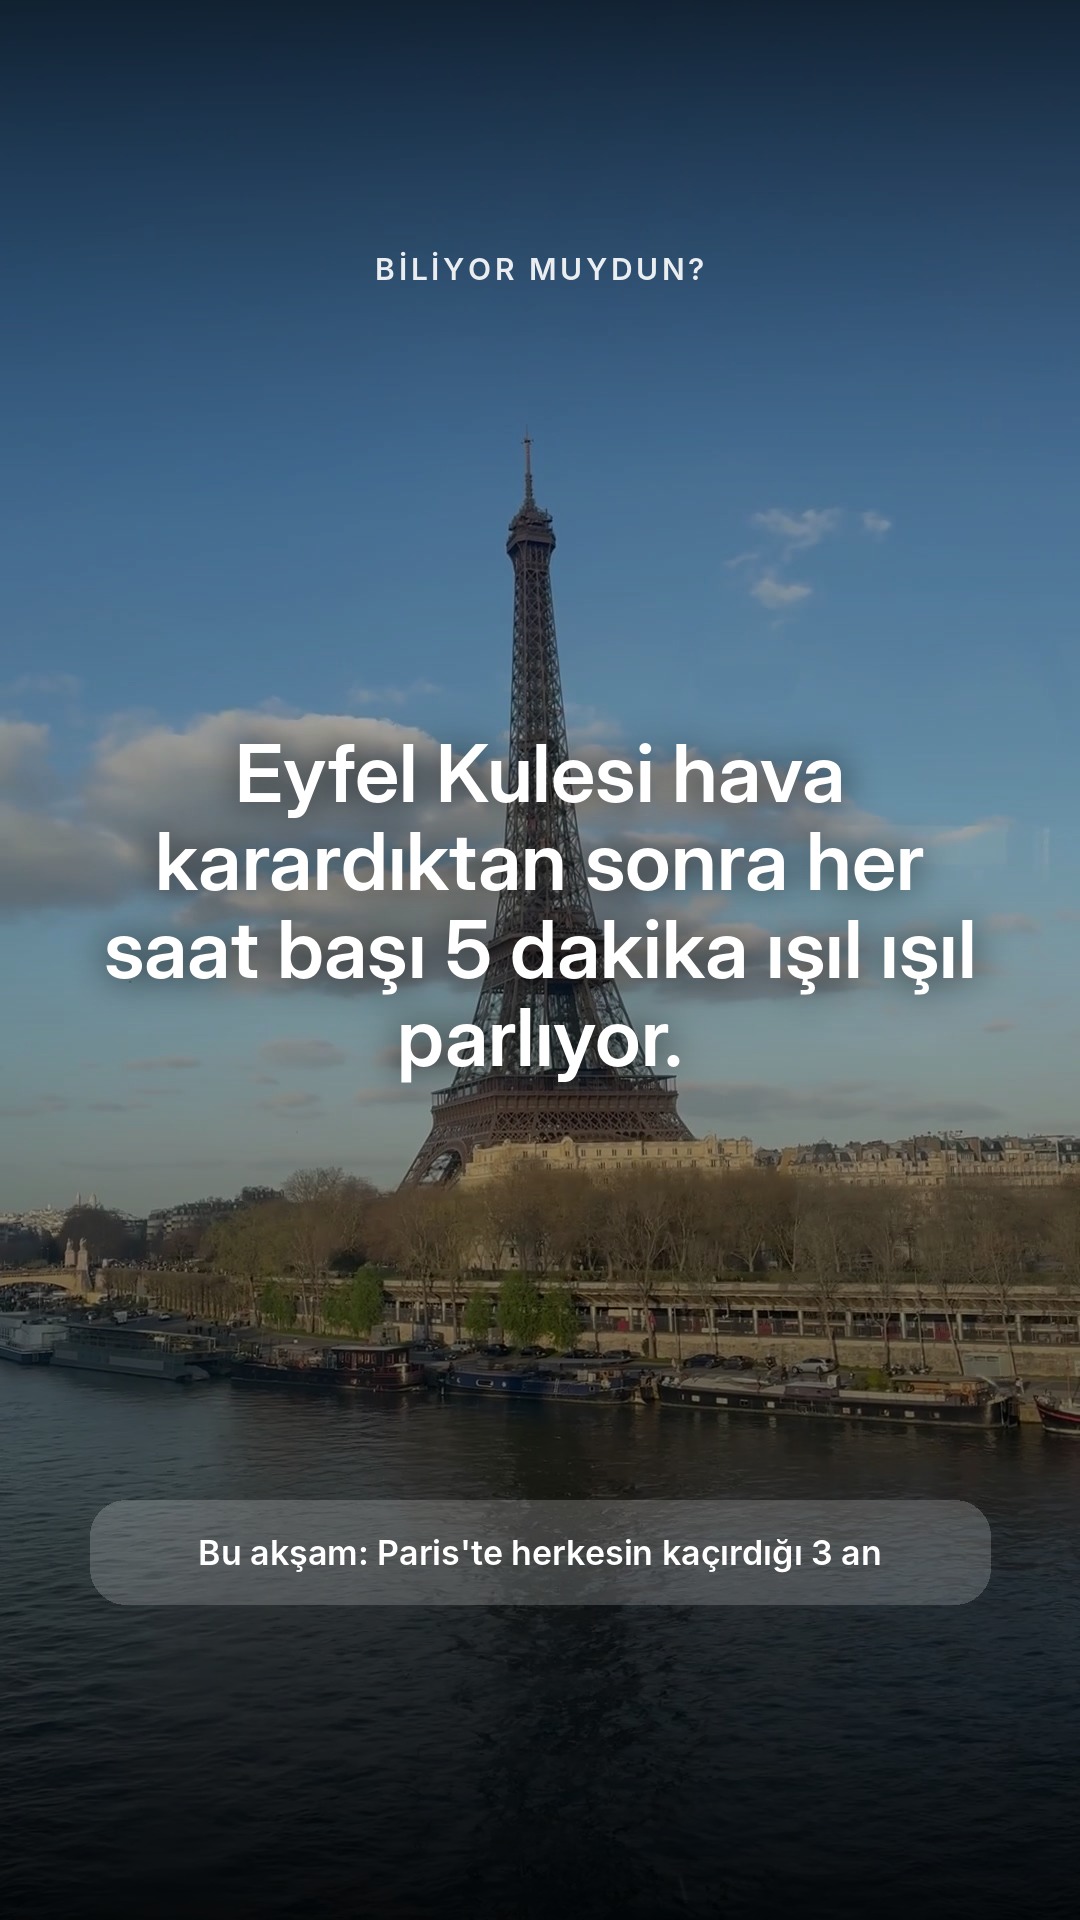 BİLİYOR MUYDUN?
Eyfel Kulesi hava
karardıktan sonra her
saat başı 5 dakika ışıl ışıl
parlıyor.
Bu akşam: Paris'te herkesin kaçırdığı 3 an